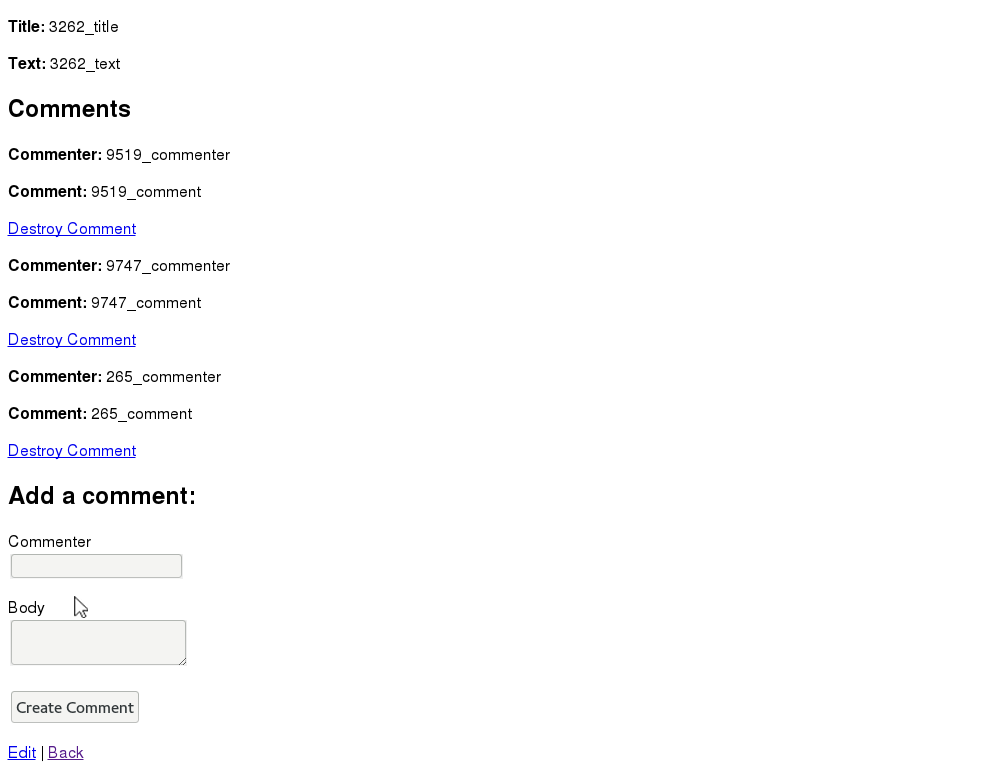 Title: 3262_title
Text: 3262_text
Comments
Commenter: 9519_commenter
Comment: 9519_comment
Destroy Comment
Commenter: 9747_commenter
Comment: 9747_comment
Destroy Comment
Commenter: 265_commenter
Comment: 265_comment
Destroy Comment
Add a comment:
Commenter
Body
Create Comment
Edit | Back